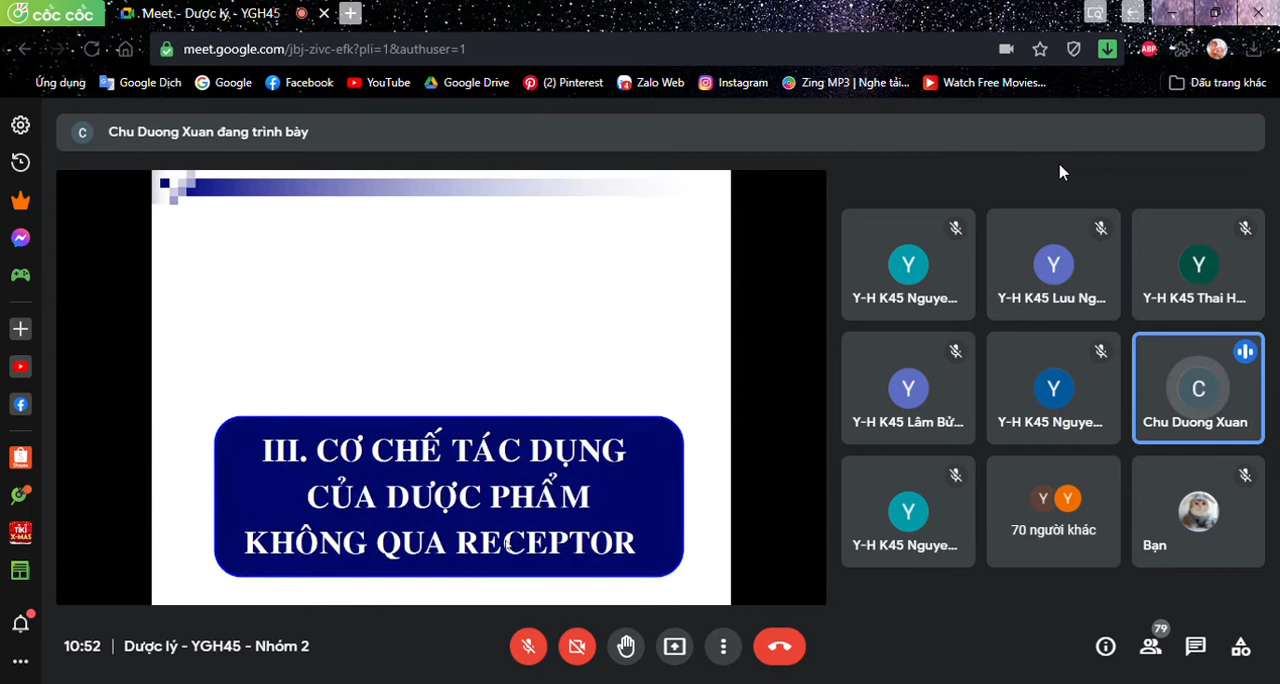 cốc cốc
Meet - Dược lý - YGH45
meet.google.com/jbj-zivc-efk?pli=1&authuser=1
ABP
Ứng dụng
Google Dịch
Google
Facebook
YouTube
Google Drive
(2) Pinterest
Zalo Web
Instagram
Zing MP3 | Nghe tải...
Watch Free Movies...
Dấu trang khác
C
Chu Duong Xuan đang trình bày
III. CƠ CHẾ TÁC DỤNG
CỦA DƯỢC PHẨM
KHÔNG QUA RECEPTOR
Y
Y-H K45 Nguye...
Y
Y-H K45 Luu Ng...
Y
Y-H K45 Thai H...
Y
Y-H K45 Lâm Bử...
Y
Y-H K45 Nguye...
C
Chu Duong Xuan
Y
Y-H K45 Nguye...
Y Y
70 người khác
Bạn
Shopee
TIKI
X-MAS
10:52
Dược lý - YGH45 - Nhóm 2
79